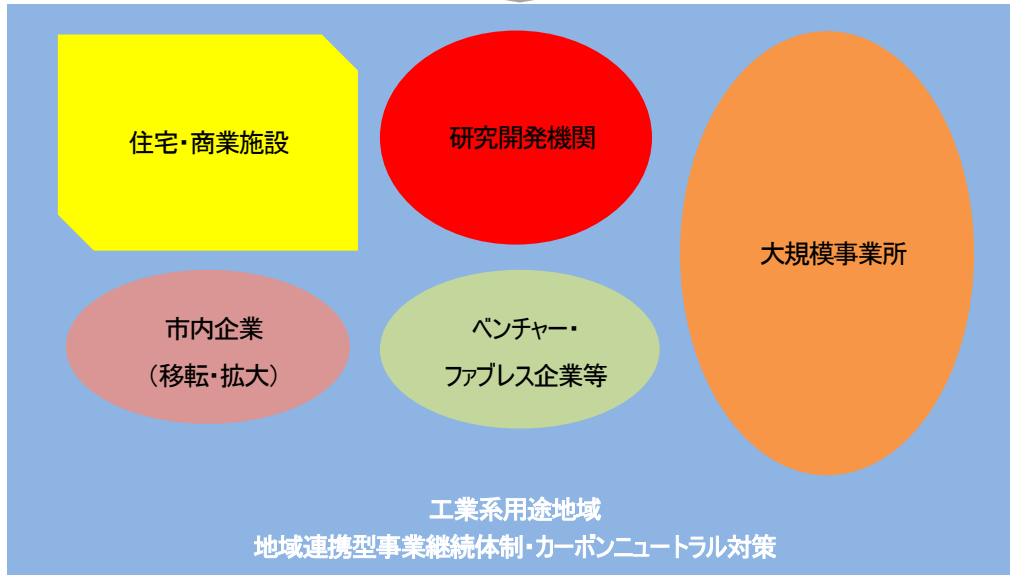 住宅・商業施設
研究開発機関
大規模事業所
市内企業
（移転・拡大）
ベンチャー・
ファブレス企業等
工業系用途地域
地域連携型事業継続体制・カーボンニュートラル対策